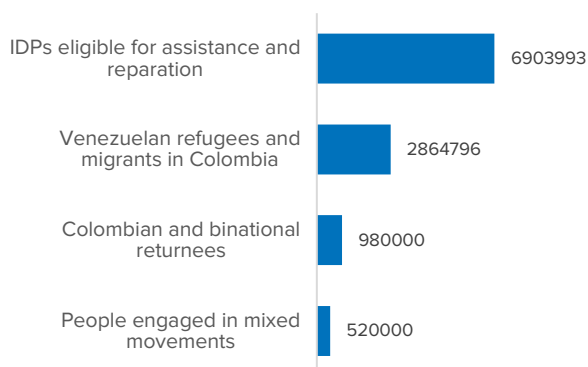 IDPs eligible for assistance and
reparation
6903993
Venezuelan refugees and
migrants in Colombia
2864796
Colombian and binational
returnees
980000
People engaged in mixed
movements
520000